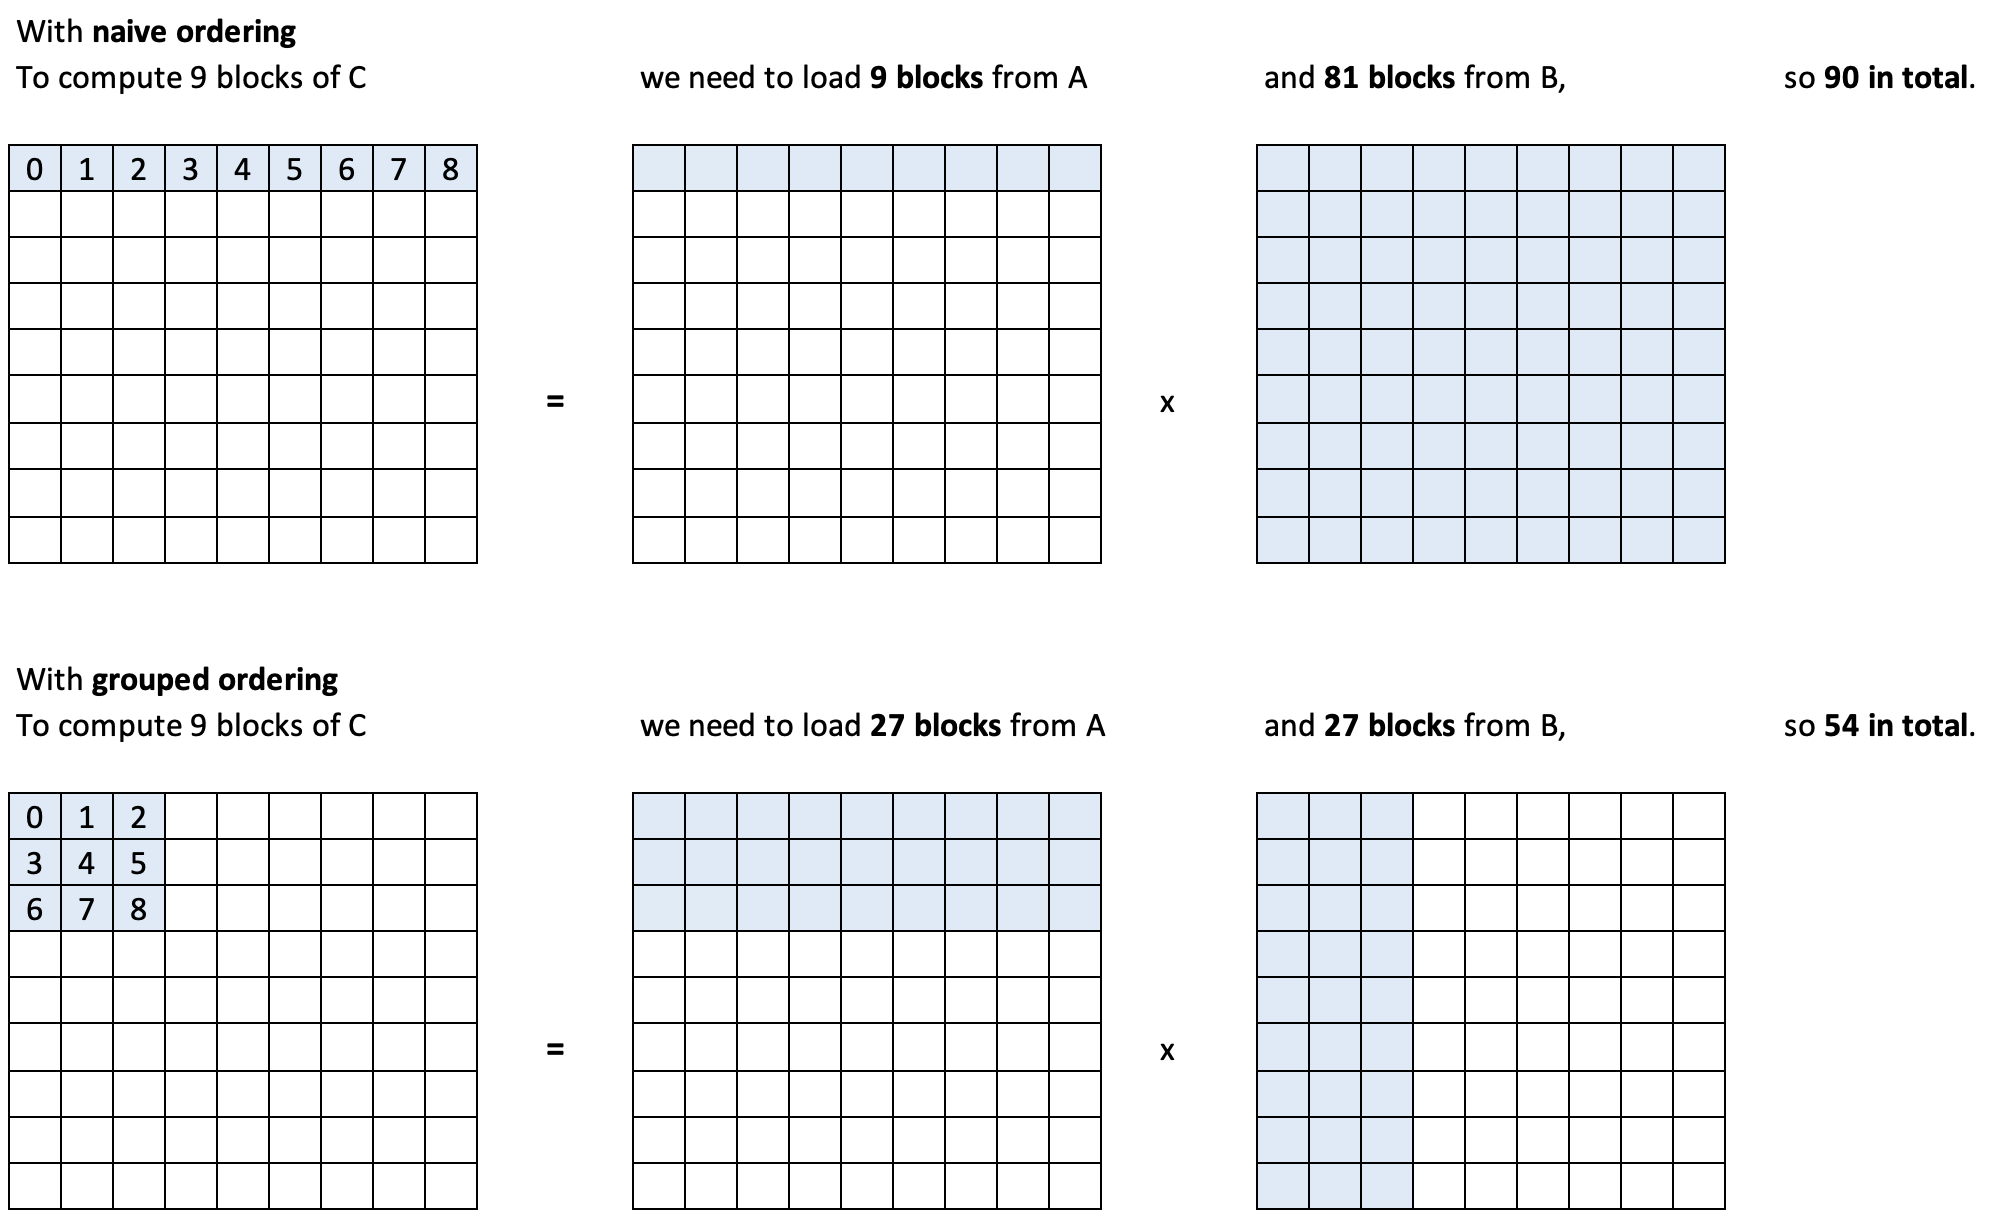 With naive ordering
To compute 9 blocks of C we need to load 9 blocks from A and 81 blocks from B, so 90 in total.
0 1 2 3 4 5 6 7 8
= x
With grouped ordering
To compute 9 blocks of C we need to load 27 blocks from A and 27 blocks from B, so 54 in total.
0 1 2
3 4 5
6 7 8
= x